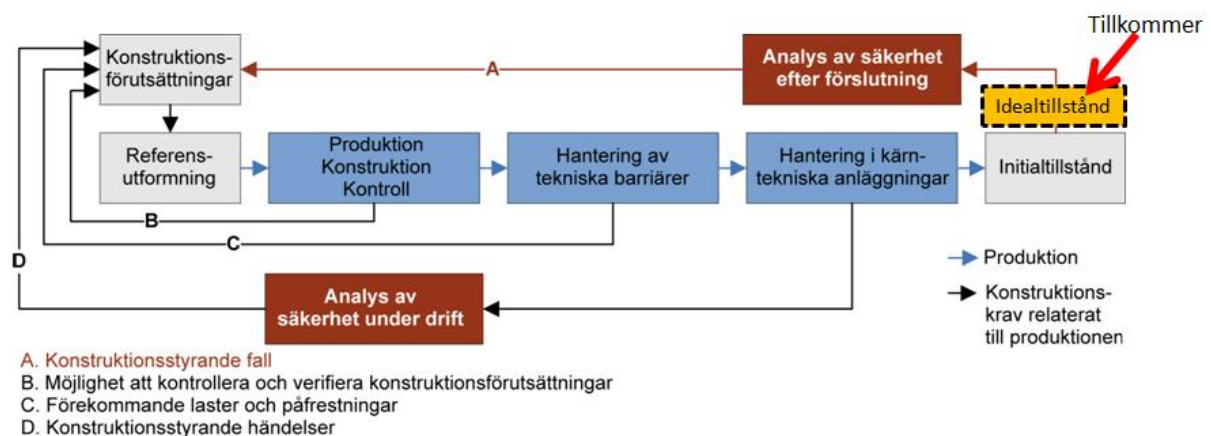 Tillkommer
Konstruktions-
förutsättningar
A
Analys av säkerhet
efter förslutning
Idealtillstånd
Referens-
utformning
Produktion
Konstruktion
Kontroll
Hantering av
tekniska barriärer
Hantering i kärn-
tekniska anläggningar
Initialtillstånd
B
C
D
Analys av
säkerhet under drift
Produktion
Konstruktions-
krav relaterat
till produktionen
A. Konstruktionsstyrande fall
B. Möjlighet att kontrollera och verifiera konstruktionsförutsättningar
C. Förekommande laster och påfrestningar
D. Konstruktionsstyrande händelser